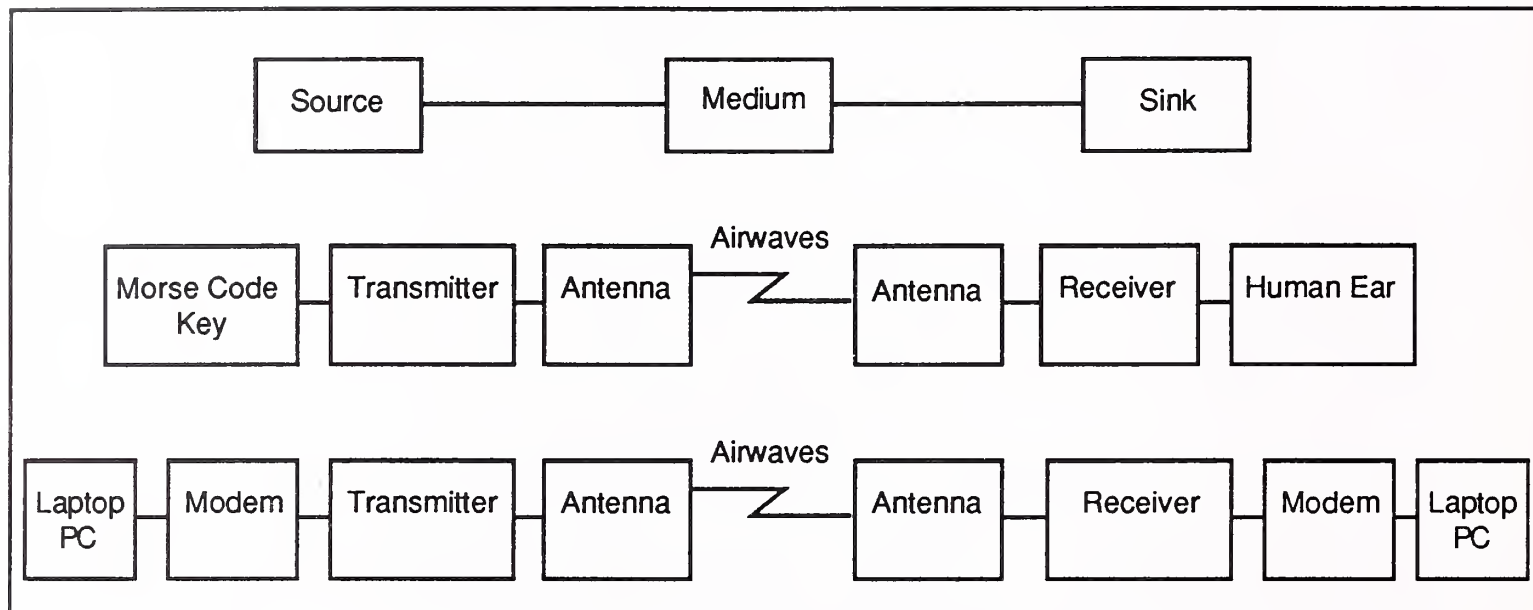 Source
Medium
Sink
Airwaves
Morse Code
Key
Transmitter
Antenna
Antenna
Receiver
Human Ear
Airwaves
Laptop
PC
Modem
Transmitter
Antenna
Antenna
Receiver
Modem
Laptop
PC